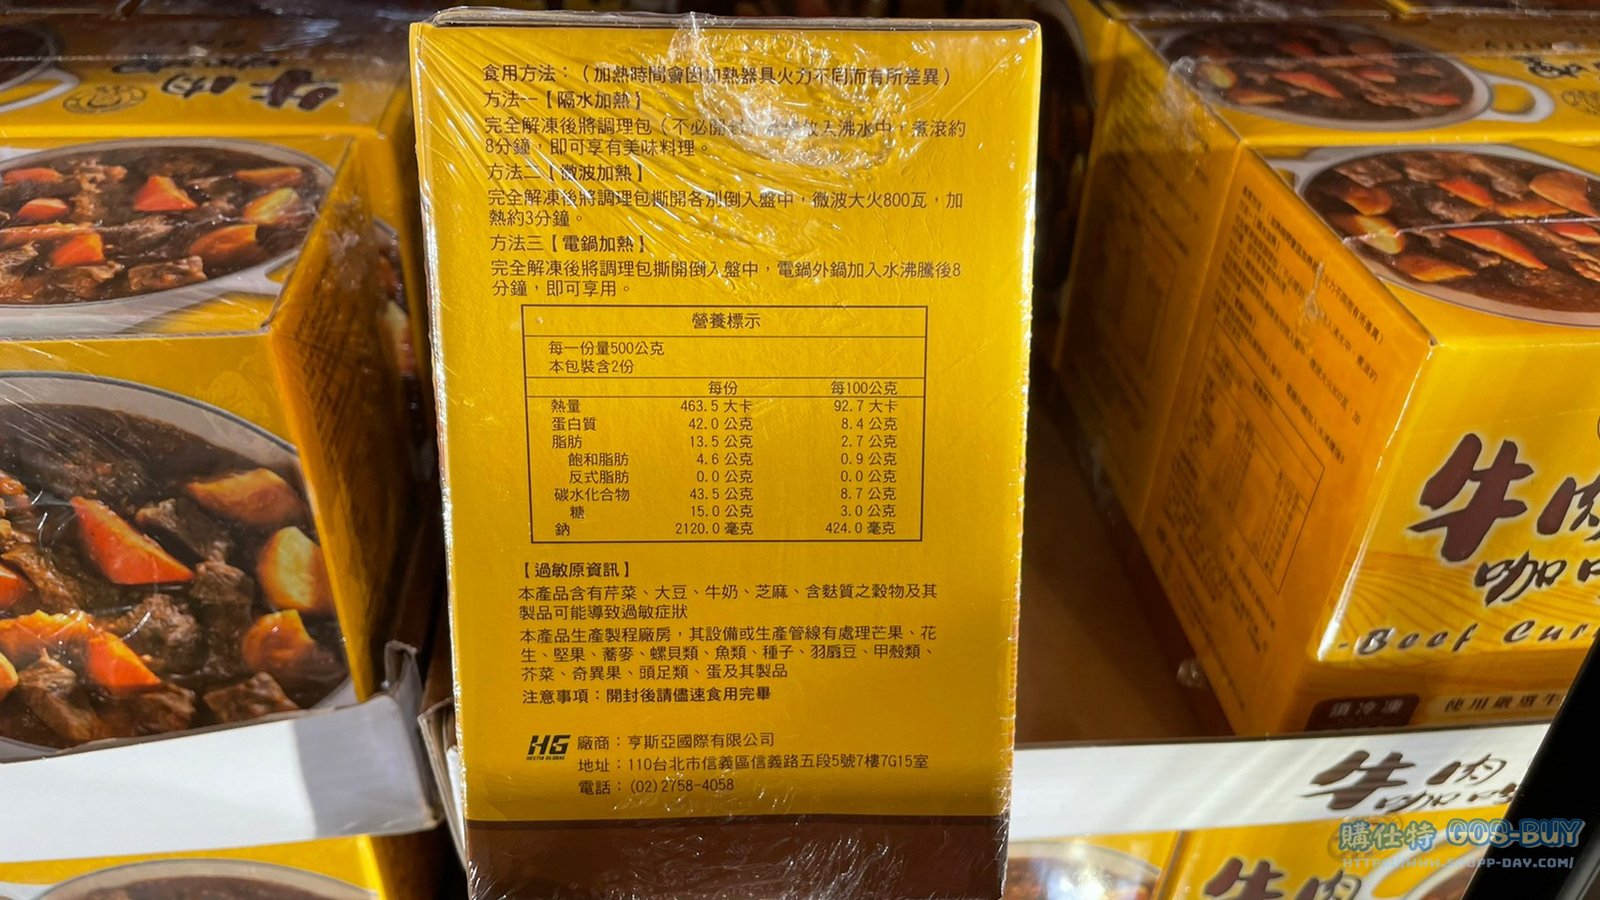 食用方法：（加熱時間會因加熱器具火力不同而有所差異）
方法一【隔水加熱】
完全解凍後將調理包（不必開 放入沸水中，煮滾約
8分鐘，即可享有美味料理。
方法二【微波加熱】
完全解凍後將調理包撕開各別倒入盤中，微波大火800瓦，加
熱約3分鐘。
方法三【電鍋加熱】
完全解凍後將調理包撕開倒入盤中，電鍋外鍋加入水沸騰後8
分鐘，即可享用。
營養標示
每一份量500公克
本包裝含2份
每份 每100公克
熱量 463.5 大卡 92.7 大卡
蛋白質 42.0 公克 8.4 公克
脂肪 13.5 公克 2.7 公克
飽和脂肪 4.6 公克 0.9 公克
反式脂肪 0.0 公克 0.0 公克
碳水化合物 43.5 公克 8.7 公克
糖 15.0 公克 3.0 公克
鈉 2120.0 毫克 424.0 毫克
【過敏原資訊】
本產品含有芹菜、大豆、牛奶、芝麻、含麩質之穀物及其
製品可能導致過敏症狀
本產品生產製程廠房，其設備或生產管線有處理芒果、花
生、堅果、蕎麥、螺貝類、魚類、種子、羽扇豆、甲殼類、
芥菜、奇異果、頭足類、蛋及其製品
注意事項：開封後請儘速食用完畢
HG 廠商：亨斯亞國際有限公司
地址：110台北市信義區信義路五段5號7樓7G15室
電話：(02)2758-4058
牛肉
牛肉
咖
-Beef Cur
須冷凍 使用嚴選牛
牛肉
咖
牛肉
購仕特 GOS-BUY
HTTP://WWW.SHOPP-DAY.COM/